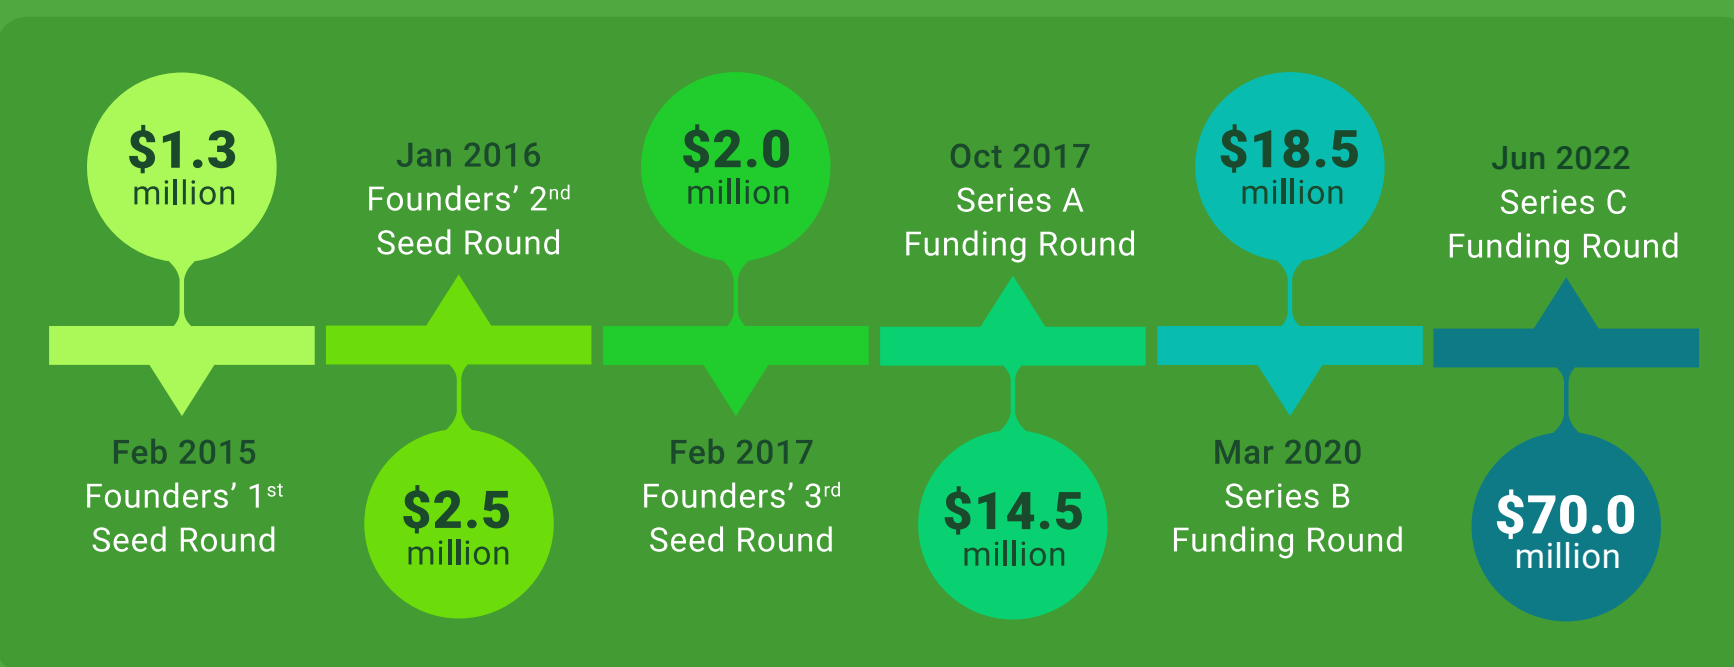 $1.3
million
Feb 2015
Founders’ 1st
Seed Round
Jan 2016
Founders’ 2nd
Seed Round
$2.5
million
$2.0
million
Feb 2017
Founders’ 3rd
Seed Round
Oct 2017
Series A
Funding Round
$14.5
million
$18.5
million
Mar 2020
Series B
Funding Round
Jun 2022
Series C
Funding Round
$70.0
million